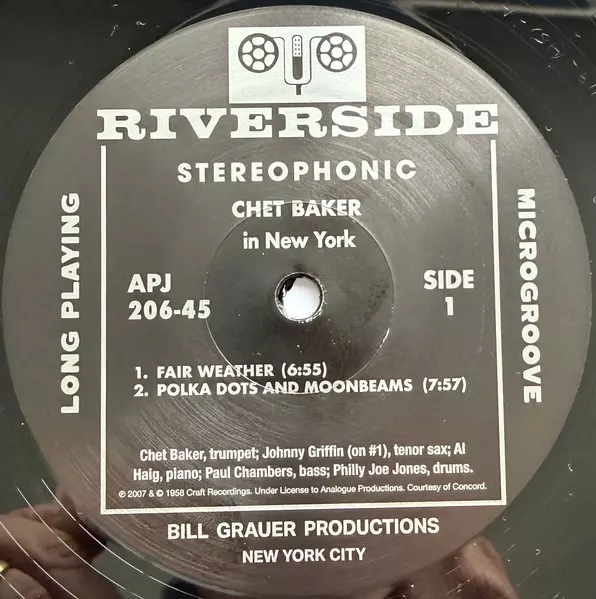 RIVERSIDE
STEREOPHONIC
CHET BAKER
in New York
LONG PLAYING
MICROGROOVE
APJ
206-45
SIDE
1
1. FAIR WEATHER (6:55)
2. POLKA DOTS AND MOONBEAMS (7:57)
Chet Baker, trumpet; Johnny Griffin (on #1), tenor sax; Al
Haig, piano; Paul Chambers, bass; Philly Joe Jones, drums.
℗ 2007 & © 1958 Craft Recordings. Under License to Analogue Productions. Courtesy of Concord.
BILL GRAUER PRODUCTIONS
NEW YORK CITY